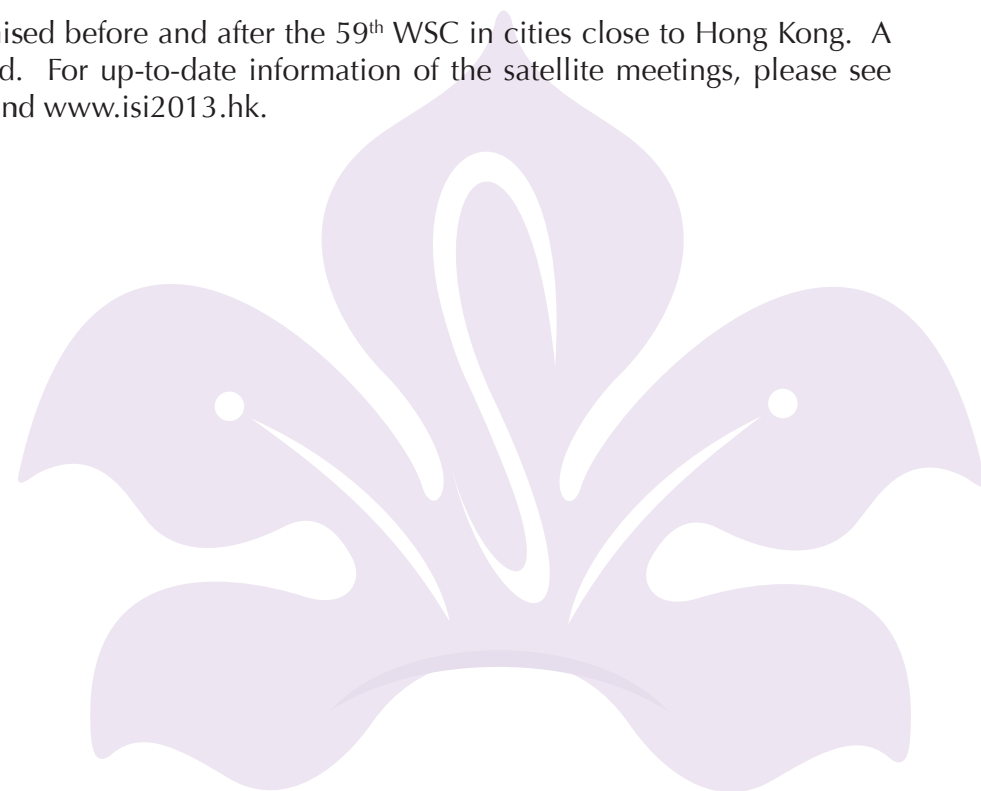 ised before and after the 59th WSC in cities close to Hong Kong. A
d. For up-to-date information of the satellite meetings, please see
nd www.isi2013.hk.